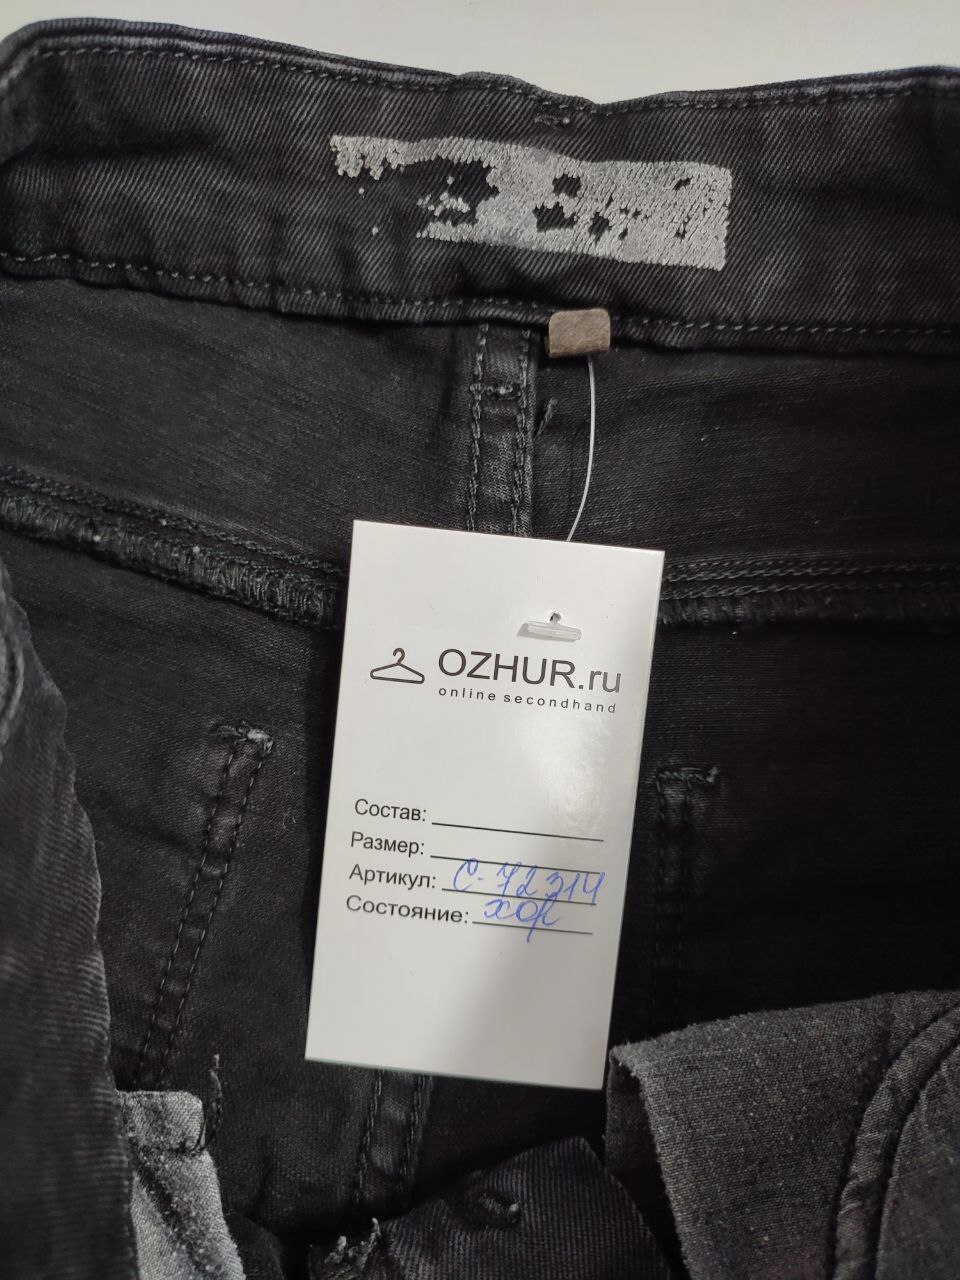 OZHUR.ru
online secondhand
Состав:
Размер:
Артикул: С-72314
Состояние: хор